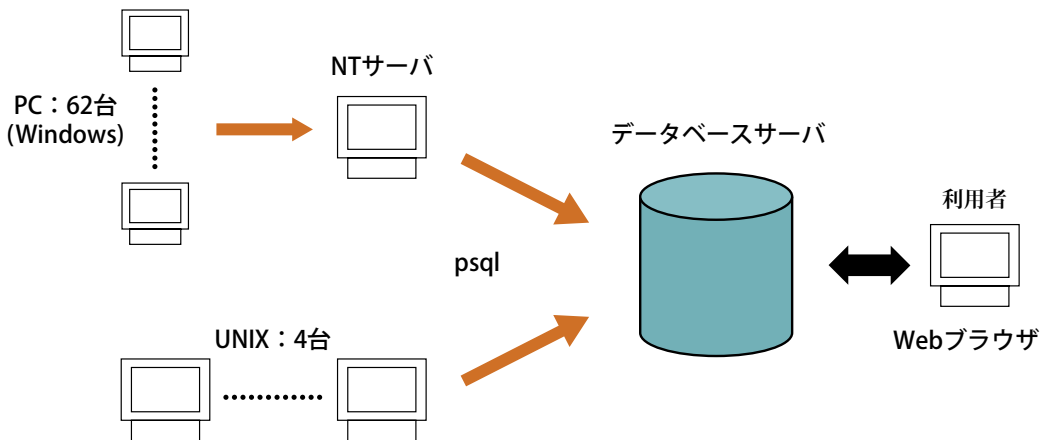 PC：62台
(Windows)
NTサーバ
データベースサーバ
利用者
psql
UNIX：4台
Webブラウザ